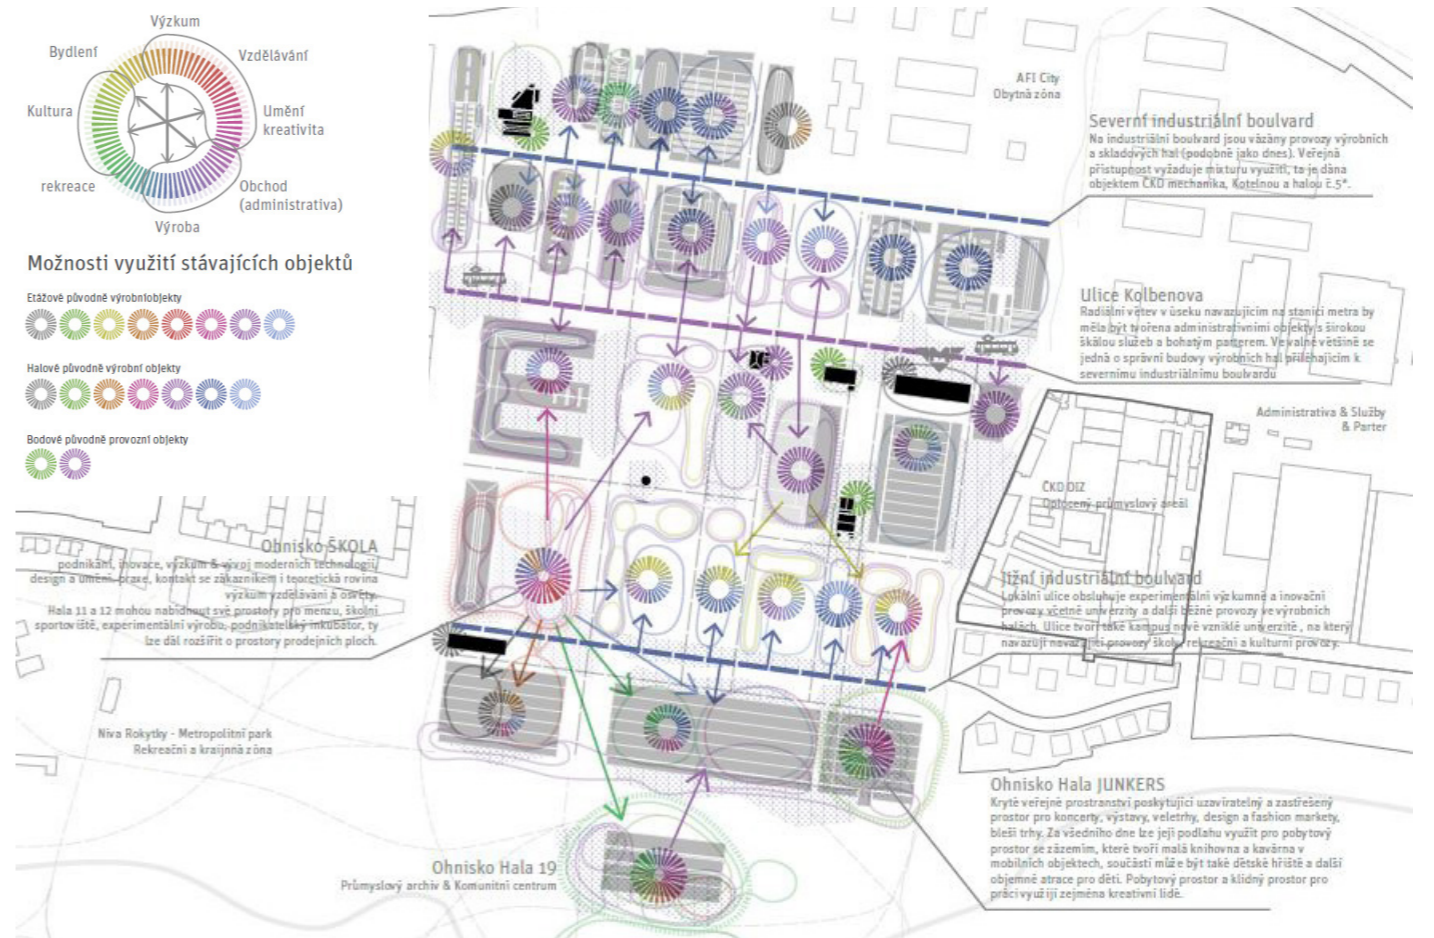 Výzkum
Bydlení
Vzdělávání
Kultura
Umění
kreativita
rekreace
Obchod
(administrativa)
Výroba
Možnosti využití stávajících objektů
Etážové původně výrobníobjekty
Halové původně výrobní objekty
Bodové původně provozní objekty
AFI City
Obytná zóna
Severní industriální boulvard
Na industriální boulvard jsou vázány provozy výrobních
a skladových hal (podobně jako dnes). Veřejná
přístupnost vyžaduje mixturu využití, ta je dána
objektem ČKD mechanika, Kotelnou a halou č.5*.
Ulice Kolbenova
Radiální větev v úseku navazujícím na stanici metra by
měla být tvořena administrativními objekty s širokou
škálou služeb a bohatým parterem. Ve valné většině se
jedná o správní budovy výrobních hal přiléhajícím k
severnímu industriálnímu boulvardu
Administrativa & Služby
& Parter
ČKD DIZ
Oplocený průmyslový areál
Ohnisko ŠKOLA
podnikání, inovace, výzkum & vývoj moderních technologií,
design a umění, praxe, kontakt se zákazníkem i teoretická rovina
výzkum vzdělávání a osvěty.
Hala 11 a 12 mohou nabídnout své prostory pro menzu, školní
sportoviště, experimentální výrobu, podnikatelský inkubátor, ty
lze dál rozšířit o prostory prodejních ploch.
Jižní industriální boulvard
Lokální ulice obsluhuje experimentální výzkumné a inovační
provozy včetně univerzity a další běžné provozy ve výrobních
halách. Ulice tvoří také kampus nově vzniklé univerzitě , na který
navazují navazující provozy školy, rekreační a kulturní provozy.
Niva Rokytky - Metropolitní park
Rekreační a krajinná zóna
Ohnisko Hala JUNKERS
Kryté veřejné prostranství poskytující uzavíratelný a zastřešený
prostor pro koncerty, výstavy, veletrhy, design a fashion markety,
bleší trhy. Za všedního dne lze její podlahu využít pro pobytový
prostor se zázemím, které tvoří malá knihovna a kavárna v
mobilních objektech, součástí může být také dětské hřiště a další
objemné atrace pro děti. Pobytový prostor a klidný prostor pro
práci využijí zejména kreativní lidé.
Ohnisko Hala 19
Průmyslový archiv & Komunitní centrum